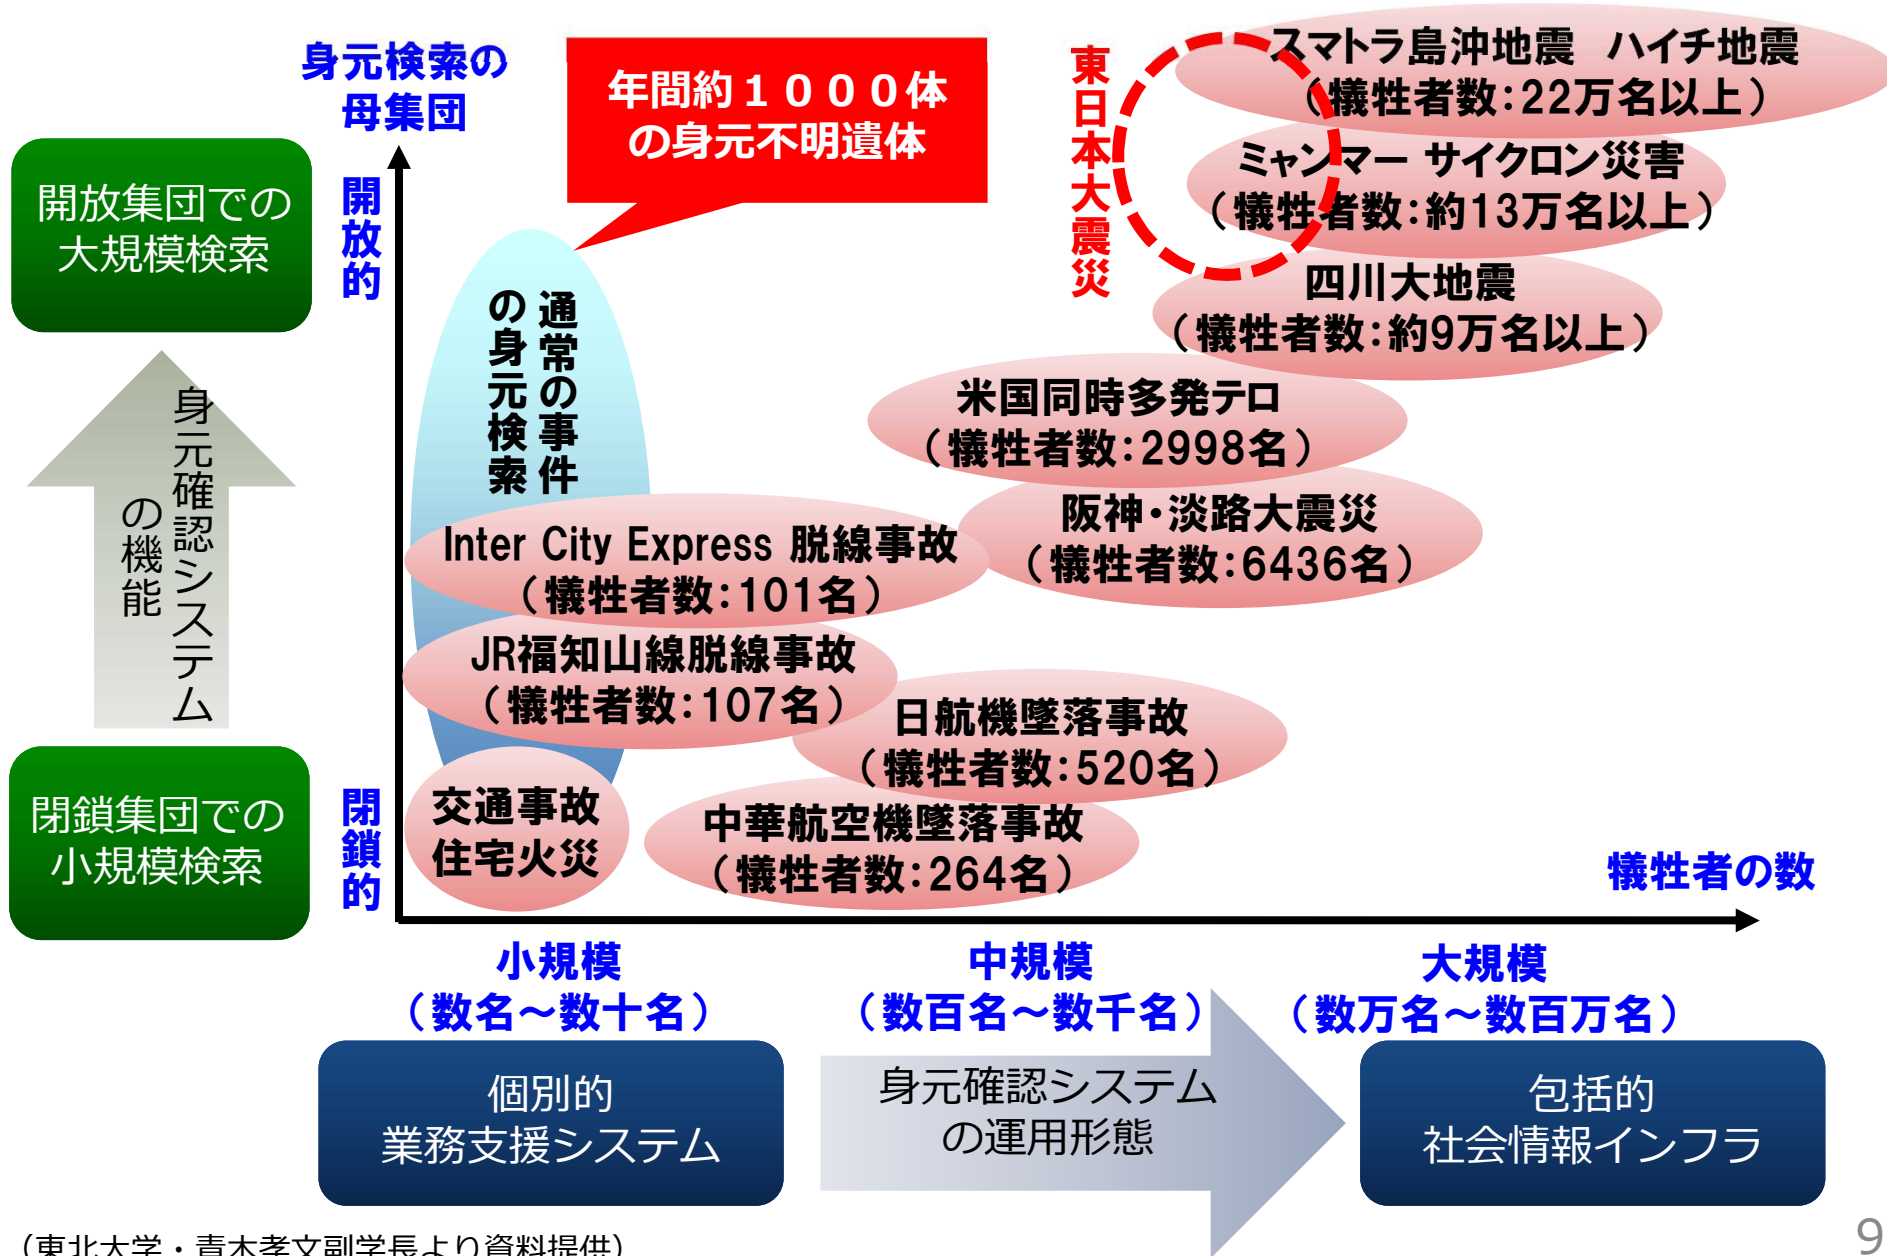 身元検索の
母集団
年間約１０００体
の身元不明遺体
東日本大震災
スマトラ島沖地震　ハイチ地震
（犠牲者数：22万名以上）
ミャンマー サイクロン災害
（犠牲者数：約13万名以上）
四川大地震
（犠牲者数：約9万名以上）
開放集団での
大規模検索
開放的
通常の事件
の身元検索
米国同時多発テロ
（犠牲者数：2998名）
阪神・淡路大震災
（犠牲者数：6436名）
Inter City Express 脱線事故
（犠牲者数：101名）
JR福知山線脱線事故
（犠牲者数：107名）
日航機墜落事故
（犠牲者数：520名）
中華航空機墜落事故
（犠牲者数：264名）
交通事故
住宅火災
身元確認システム
の機能
閉鎖集団での
小規模検索
閉鎖的
犠牲者の数
小規模
（数名～数十名）
中規模
（数百名～数千名）
大規模
（数万名～数百万名）
個別的
業務支援システム
身元確認システム
の運用形態
包括的
社会情報インフラ
（東北大学・青木孝文副学長より資料提供）
9